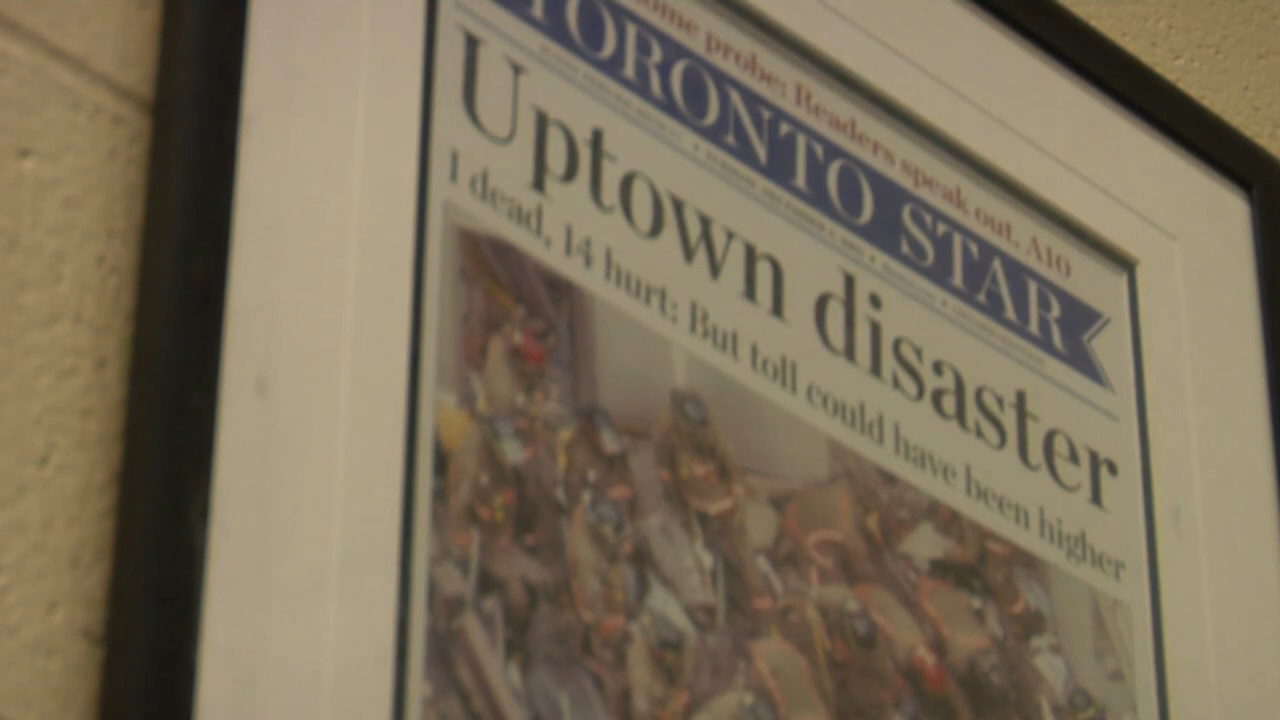 ome probe: Readers speak out. A10
TORONTO STAR
Uptown disaster
1 dead, 14 hurt: But toll could have been higher